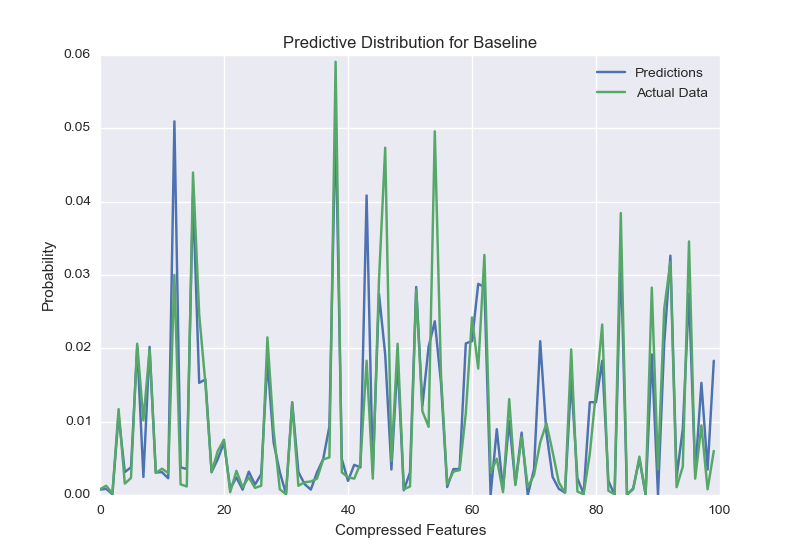 Predictive Distribution for Baseline
0.06
0.05
0.04
0.03
0.02
0.01
0.00
Probability
Predictions
Actual Data
0 20 40 60 80 100
Compressed Features